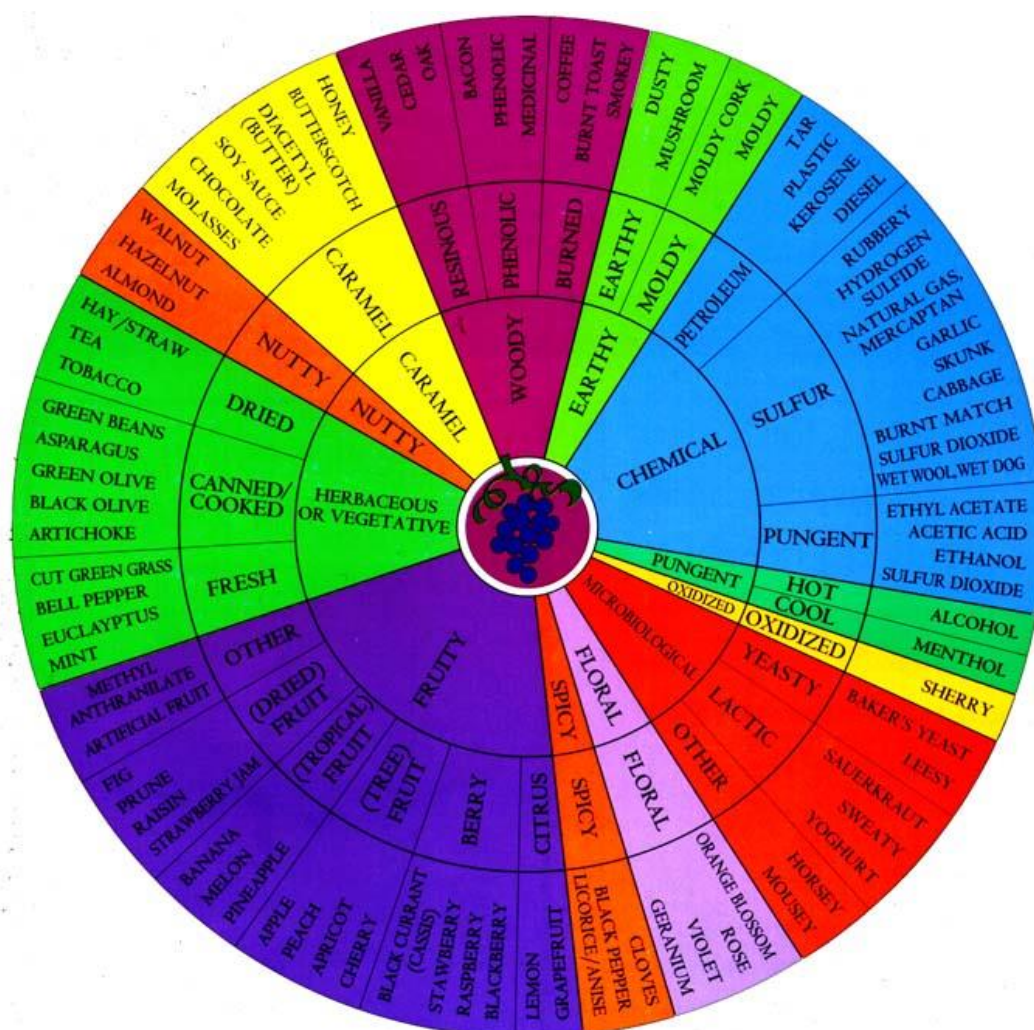 WOODY
RESINOUS
VANILLA
CEDAR
OAK
PHENOLIC
BACON
PHENOLIC
MEDICINAL
BURNED
COFFEE
BURNT TOAST
SMOKEY
EARTHY
EARTHY
DUSTY
MUSHROOM
MOLDY
MOLDY CORK
MOLDY
CHEMICAL
PETROLEUM
TAR
PLASTIC
KEROSENE
DIESEL
SULFUR
RUBBERY
HYDROGEN
SULFIDE
NATURAL GAS,
MERCAPTAN
GARLIC
SKUNK
CABBAGE
BURNT MATCH
SULFUR DIOXIDE
WET WOOL, WET DOG
PUNGENT
ETHYL ACETATE
ACETIC ACID
ETHANOL
SULFUR DIOXIDE
PUNGENT
HOT
ALCOHOL
COOL
MENTHOL
OXIDIZED
OXIDIZED
SHERRY
MICROBIOLOGICAL
YEASTY
BAKER'S YEAST
LEESY
LACTIC
SAUERKRAUT
SWEATY
YOGHURT
OTHER
HORSEY
MOUSEY
FLORAL
FLORAL
ORANGE BLOSSOM
ROSE
VIOLET
GERANIUM
SPICY
SPICY
CLOVES
BLACK PEPPER
LICORICE/ANISE
FRUITY
CITRUS
GRAPEFRUIT
LEMON
BERRY
BLACKBERRY
RASPBERRY
STAWBERRY
BLACK CURRANT
(CASSIS)
(TREE)
FRUIT
CHERRY
APRICOT
PEACH
APPLE
(TROPICAL)
FRUIT
PINEAPPLE
MELON
BANANA
(DRIED)
FRUIT
STRAWBERRY JAM
RAISIN
PRUNE
FIG
OTHER
ARTIFICIAL FRUIT
METHYL
ANTHRANILATE
HERBACEOUS
OR VEGETATIVE
FRESH
CUT GREEN GRASS
BELL PEPPER
EUCLAYPTUS
MINT
CANNED/
COOKED
GREEN BEANS
ASPARAGUS
GREEN OLIVE
BLACK OLIVE
ARTICHOKE
DRIED
HAY/STRAW
TEA
TOBACCO
NUTTY
NUTTY
WALNUT
HAZELNUT
ALMOND
CARAMEL
CARAMEL
HONEY
BUTTERSCOTCH
DIACETYL
(BUTTER)
SOY SAUCE
CHOCOLATE
MOLASSES